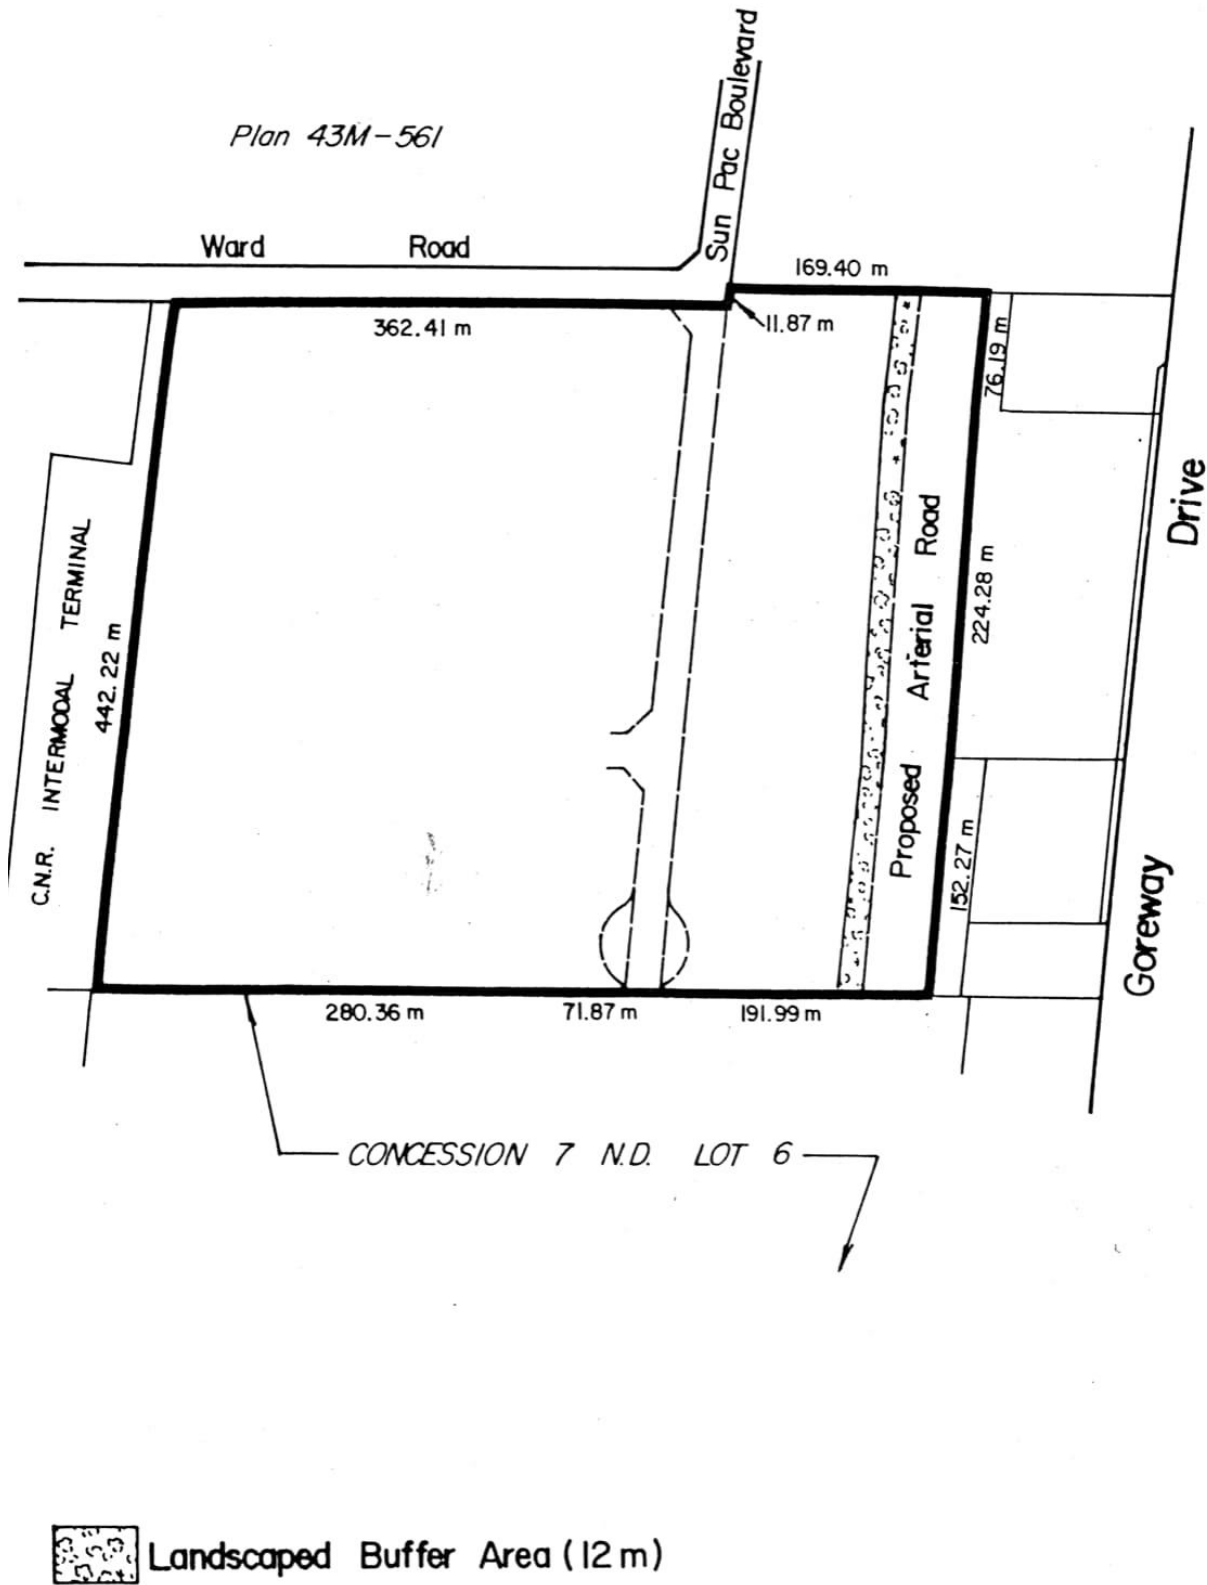 Plan 43M-561
Sun Pac Boulevard
Ward Road
169.40 m
362.41 m
11.87 m
76.19 m
Goreway Drive
Proposed Arterial Road
224.28 m
C.N.R. INTERMODAL TERMINAL
442.22 m
152.27 m
280.36 m
71.87 m
191.99 m
CONCESSION 7 N.D. LOT 6
Landscaped Buffer Area (12 m)